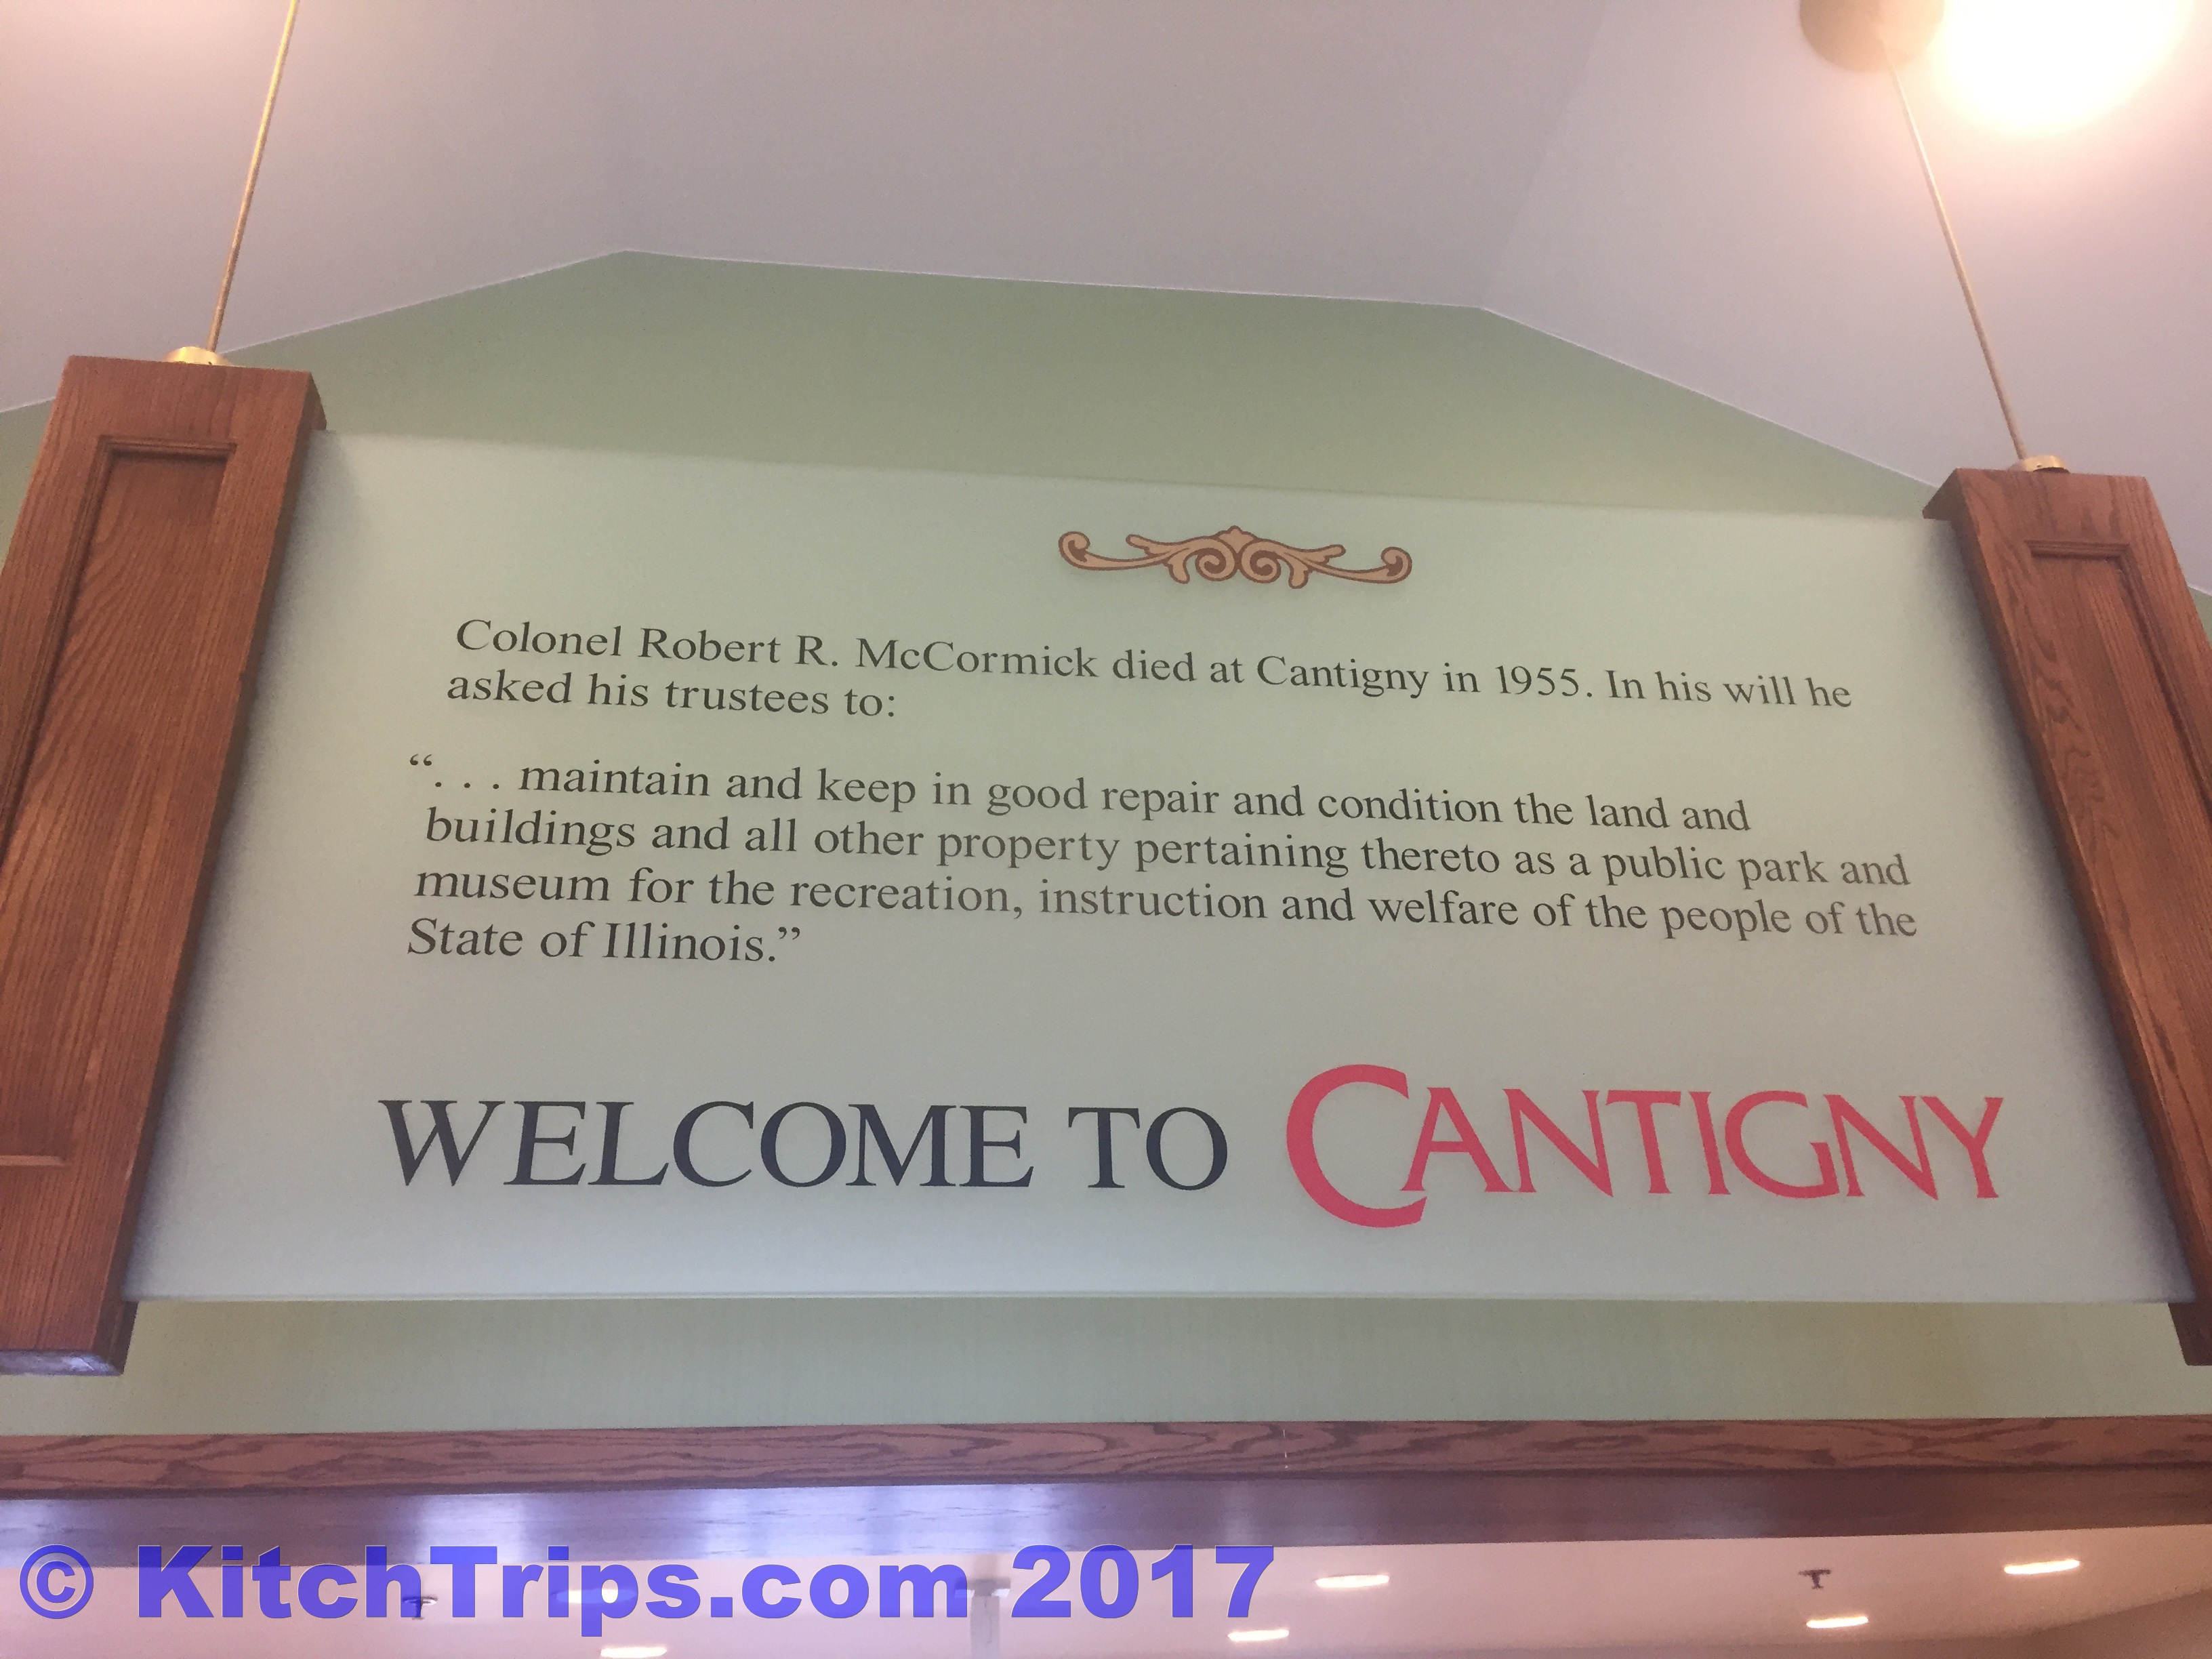 Colonel Robert R. McCormick died at Cantigny in 1955. In his will he
asked his trustees to:
“. . . maintain and keep in good repair and condition the land and
buildings and all other property pertaining thereto as a public park and
museum for the recreation, instruction and welfare of the people of the
State of Illinois.”
WELCOME TO CANTIGNY
© KitchTrips.com 2017